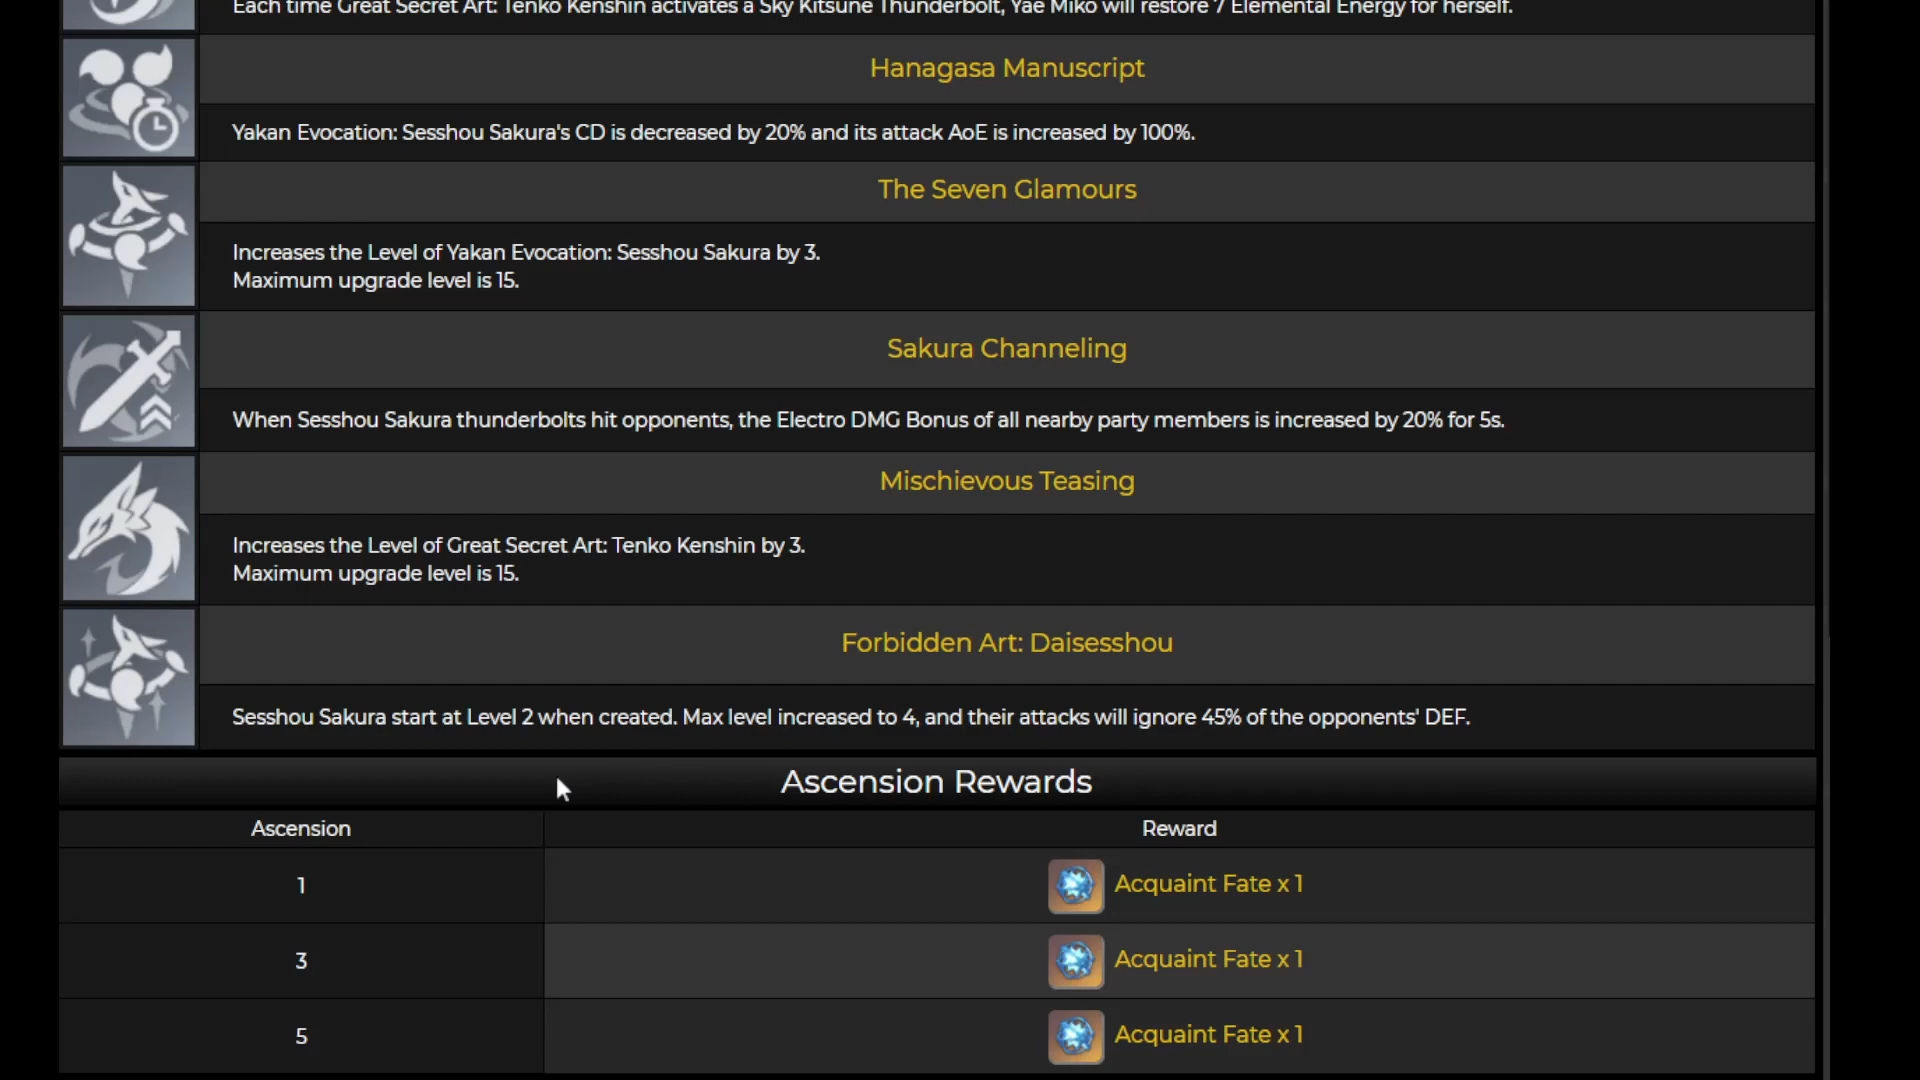 Each time Great Secret Art: Tenko Kenshin activates a Sky Kitsune Thunderbolt, Yae Miko will restore 7 Elemental Energy for herself.
Hanagasa Manuscript
Yakan Evocation: Sesshou Sakura's CD is decreased by 20% and its attack AoE is increased by 100%.
The Seven Glamours
Increases the Level of Yakan Evocation: Sesshou Sakura by 3.
Maximum upgrade level is 15.
Sakura Channeling
When Sesshou Sakura thunderbolts hit opponents, the Electro DMG Bonus of all nearby party members is increased by 20% for 5s.
Mischievous Teasing
Increases the Level of Great Secret Art: Tenko Kenshin by 3.
Maximum upgrade level is 15.
Forbidden Art: Daisesshou
Sesshou Sakura start at Level 2 when created. Max level increased to 4, and their attacks will ignore 45% of the opponents' DEF.
Ascension Rewards
Ascension Reward
1 Acquaint Fate x 1
3 Acquaint Fate x 1
5 Acquaint Fate x 1